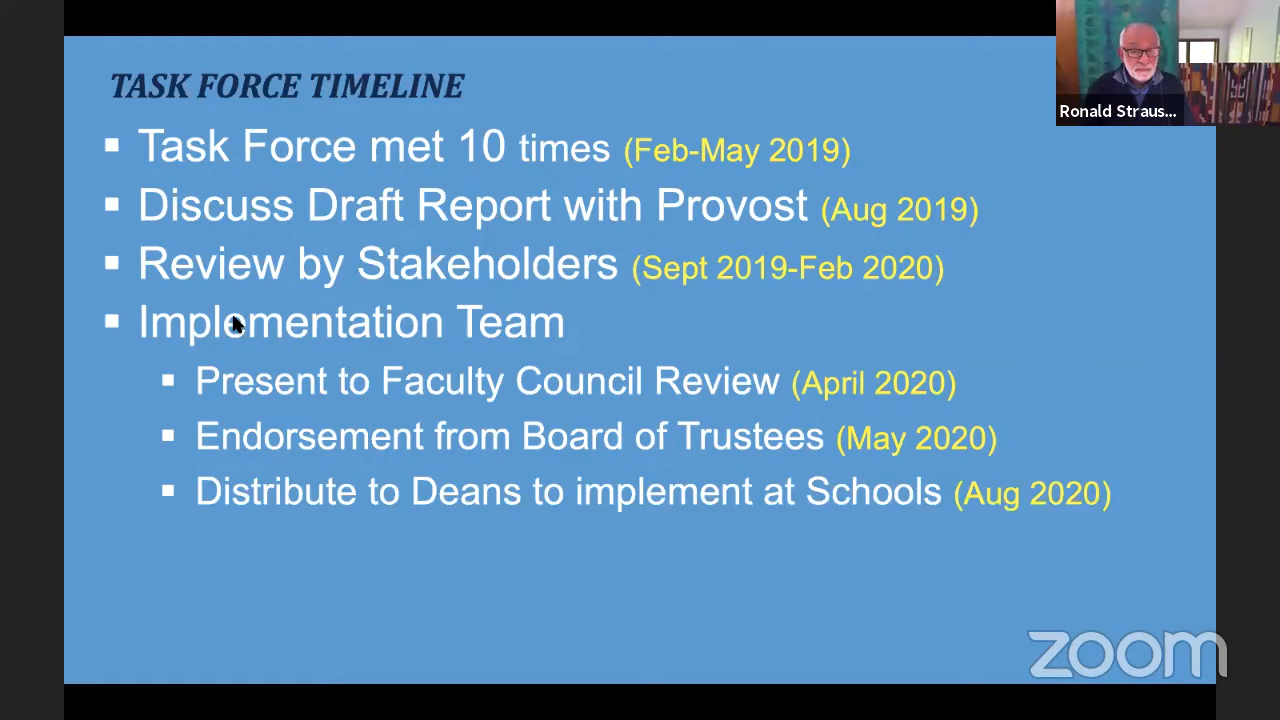 TASK FORCE TIMELINE
Ronald Straus...
▪ Task Force met 10 times (Feb-May 2019)
▪ Discuss Draft Report with Provost (Aug 2019)
▪ Review by Stakeholders (Sept 2019-Feb 2020)
▪ Implementation Team
▪ Present to Faculty Council Review (April 2020)
▪ Endorsement from Board of Trustees (May 2020)
▪ Distribute to Deans to implement at Schools (Aug 2020)
zoom